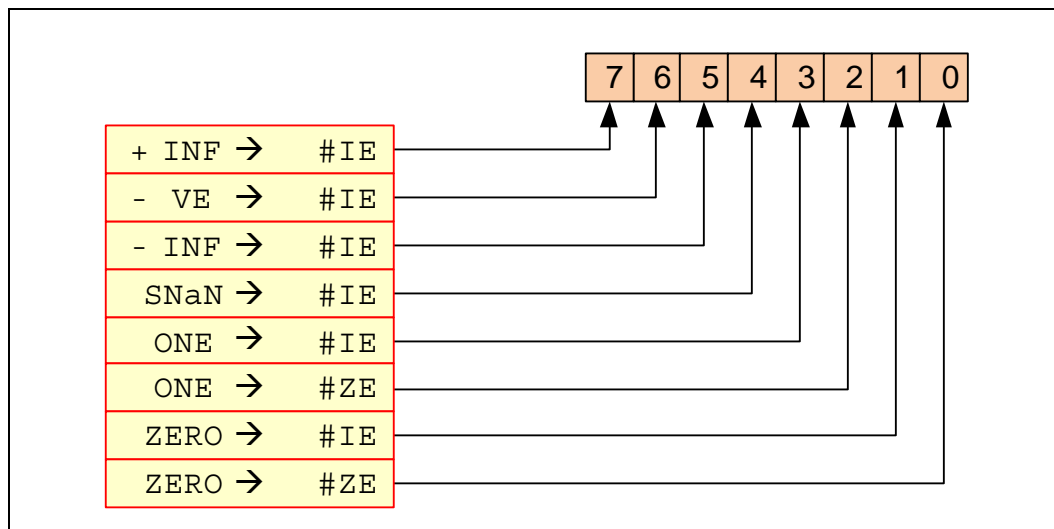 7 6 5 4 3 2 1 0
+ INF → #IE
- VE → #IE
- INF → #IE
SNaN → #IE
ONE → #IE
ONE → #ZE
ZERO → #IE
ZERO → #ZE